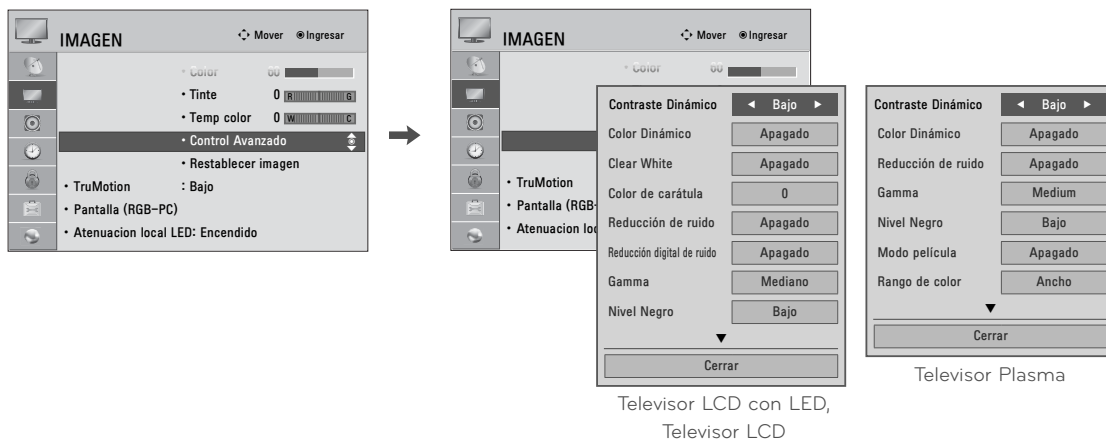 IMAGEN
Mover Ingresar
• Color 60
• Tinte 0 R G
• Temp color 0 W C
• Control Avanzado
• Restablecer imagen
• TruMotion : Bajo
• Pantalla (RGB-PC)
• Atenuacion local LED: Encendido
IMAGEN
Mover Ingresar
• Color 60
• TruMotion
• Pantalla (RGB-
• Atenuacion loc
Contraste Dinámico ◄ Bajo ►
Color Dinámico Apagado
Clear White Apagado
Color de carátula 0
Reducción de ruido Apagado
Reducción digital de ruido Apagado
Gamma Mediano
Nivel Negro Bajo
▼
Cerrar
Televisor LCD con LED,
Televisor LCD
Contraste Dinámico ◄ Bajo ►
Color Dinámico Apagado
Reducción de ruido Apagado
Gamma Medium
Nivel Negro Bajo
Modo película Apagado
Rango de color Ancho
▼
Cerrar
Televisor Plasma